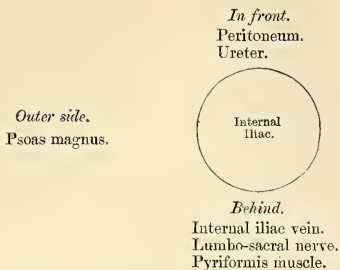 In front.
Peritoneum.
Ureter.
Outer side.
Psoas magnus.
Internal
Iliac.
Behind.
Internal iliac vein.
Lumbo-sacral nerve.
Pyriformis muscle.